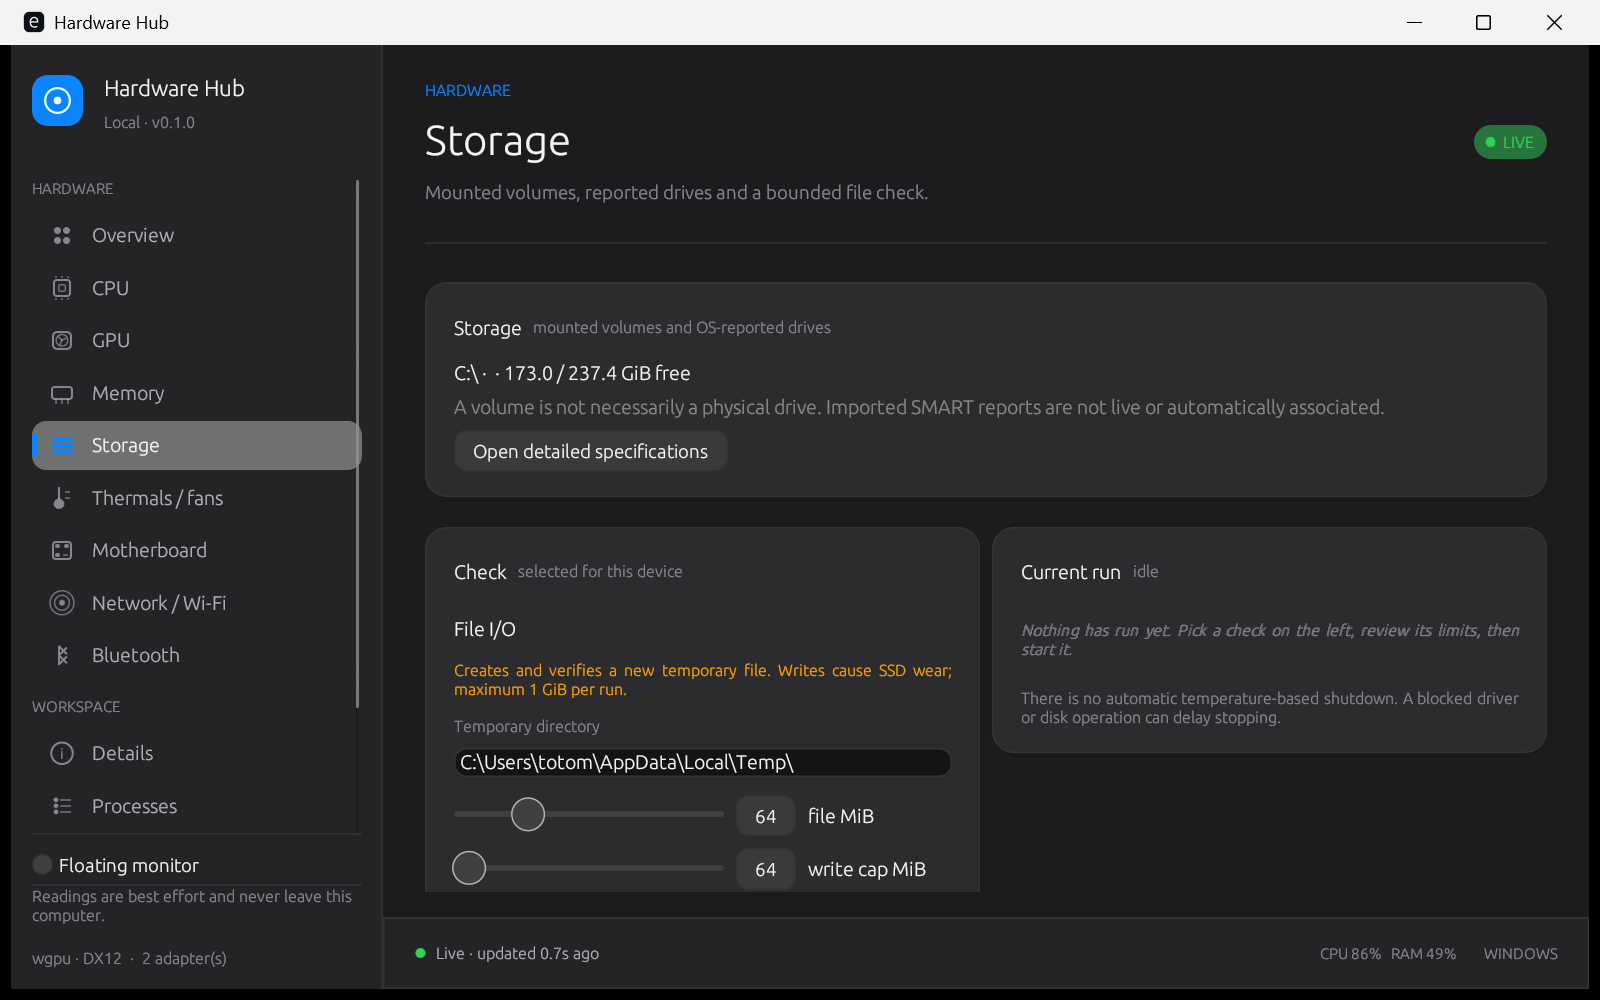 e Hardware Hub
Hardware Hub
Local · v0.1.0
HARDWARE
Overview
CPU
GPU
Memory
Storage
Thermals / fans
Motherboard
Network / Wi-Fi
Bluetooth
WORKSPACE
Details
Processes
Floating monitor
Readings are best effort and never leave this
computer.
wgpu · DX12 · 2 adapter(s)
HARDWARE
Storage
LIVE
Mounted volumes, reported drives and a bounded file check.
Storage mounted volumes and OS-reported drives
C:\ · · 173.0 / 237.4 GiB free
A volume is not necessarily a physical drive. Imported SMART reports are not live or automatically associated.
Open detailed specifications
Check selected for this device
File I/O
Creates and verifies a new temporary file. Writes cause SSD wear;
maximum 1 GiB per run.
Temporary directory
C:\Users\totom\AppData\Local\Temp\
64 file MiB
64 write cap MiB
Current run idle
Nothing has run yet. Pick a check on the left, review its limits, then
start it.
There is no automatic temperature-based shutdown. A blocked driver
or disk operation can delay stopping.
Live · updated 0.7s ago
CPU 86% RAM 49% WINDOWS